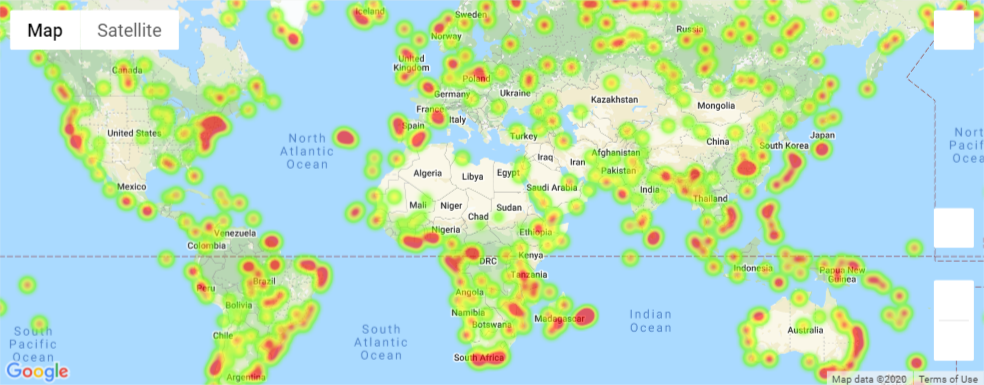 Map
Satellite
Iceland
Sweden
Norway
Russia
Canada
United
Kingdom
Poland
Germany
Ukraine
Kazakhstan
Mongolia
France
Italy
Spain
United States
North
Atlantic
Ocean
Turkey
China
South Korea
Japan
North
Pacif
Ocea
Algeria
Libya
Egypt
Iraq
Iran
Afghanistan
Pakistan
Saudi Arabia
India
Mexico
Mali
Niger
Chad
Sudan
Thailand
Nigeria
Ethiopia
Venezuela
Colombia
DRC
Kenya
Tanzania
Indonesia
Papua New
Guinea
Peru
Brazil
Angola
Bolivia
Namibia
Botswana
Madagascar
Indian
Ocean
Australia
South
Pacific
Ocean
Chile
South
Atlantic
Ocean
South Africa
Argentina
Google
Map data ©2020
Terms of Use